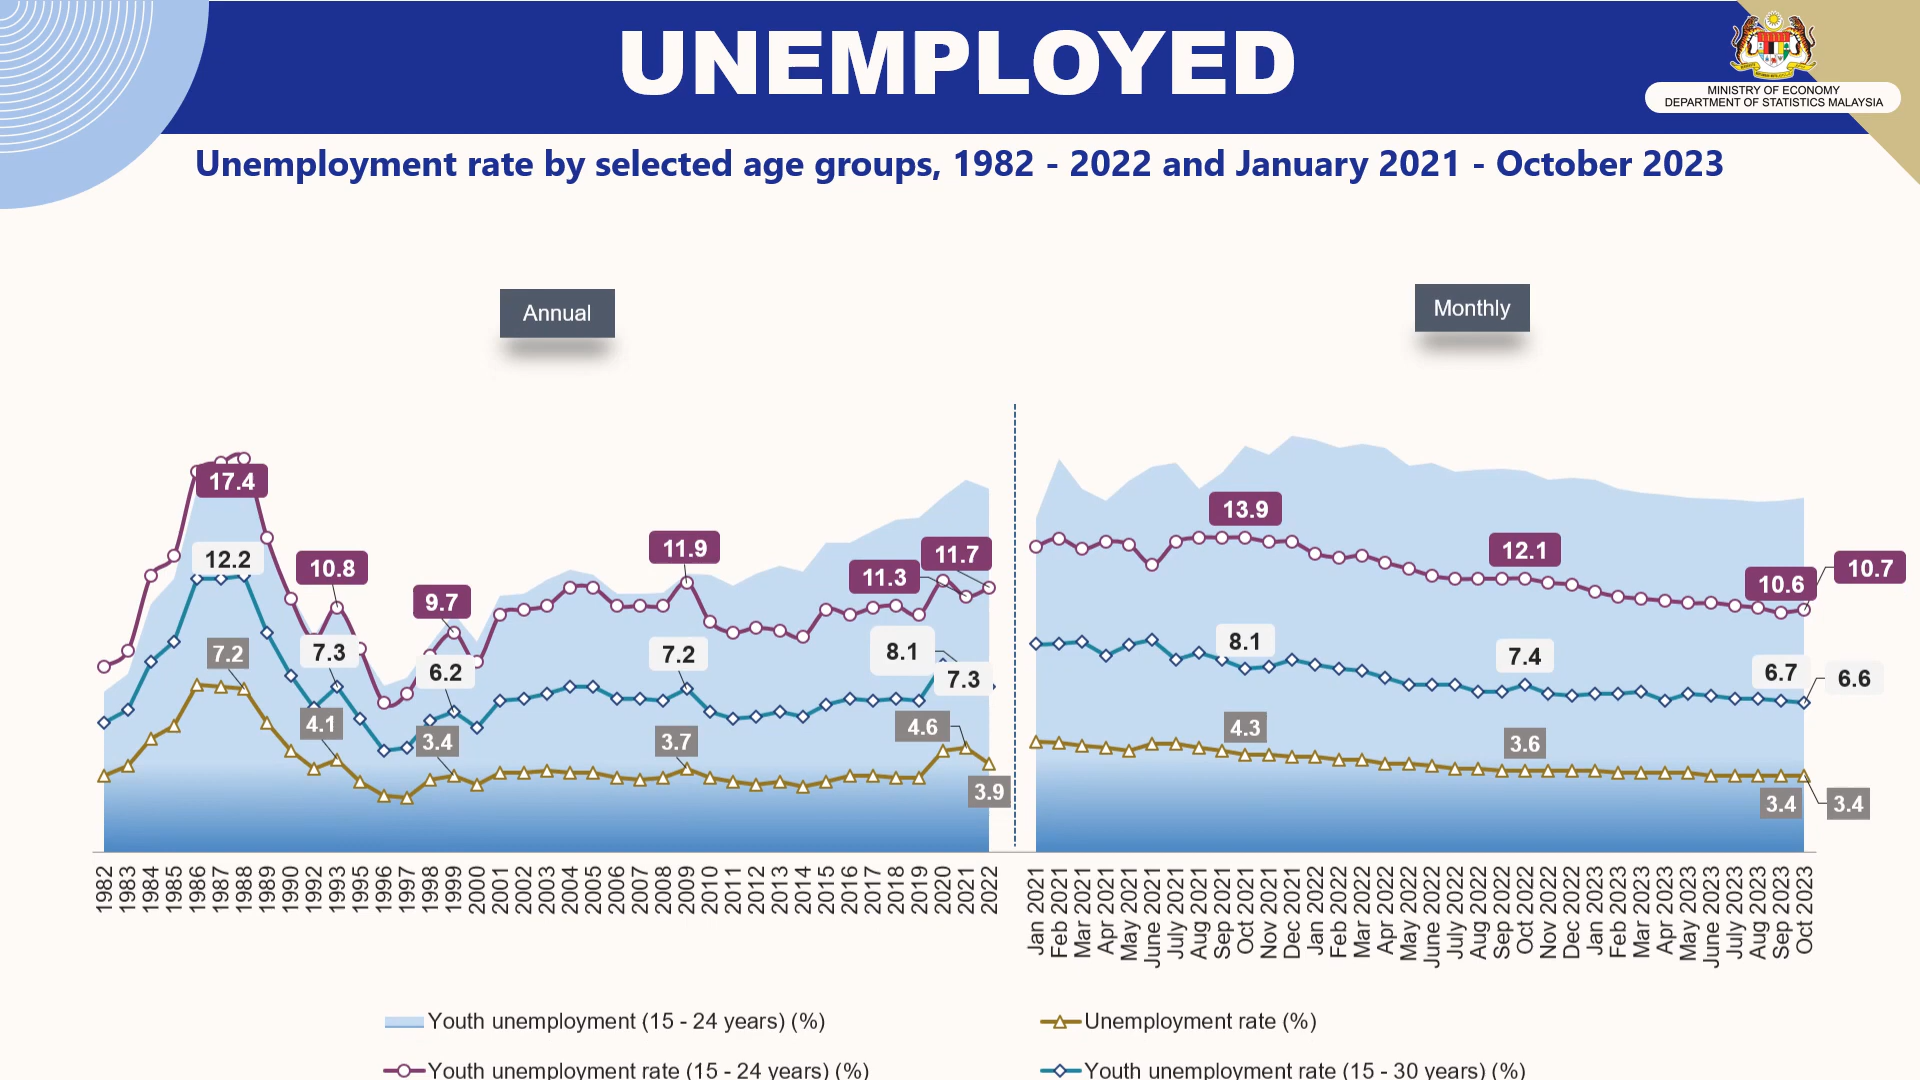 UNEMPLOYED
MINISTRY OF ECONOMY
DEPARTMENT OF STATISTICS MALAYSIA
Unemployment rate by selected age groups, 1982 - 2022 and January 2021 - October 2023
Annual
Monthly
17.4
12.2
7.2
10.8
7.3
4.1
9.7
6.2
3.4
11.9
7.2
3.7
11.3
11.7
8.1
7.3
4.6
3.9
13.9
8.1
4.3
12.1
7.4
3.6
10.6
10.7
6.7
6.6
3.4
3.4
1982
1983
1984
1985
1986
1987
1988
1989
1990
1992
1993
1995
1996
1997
1998
1999
2000
2001
2002
2003
2004
2005
2006
2007
2008
2009
2010
2011
2012
2013
2014
2015
2016
2017
2018
2019
2020
2021
2022
Jan 2021
Feb 2021
Mar 2021
Apr 2021
May 2021
June 2021
July 2021
Aug 2021
Sep 2021
Oct 2021
Nov 2021
Dec 2021
Jan 2022
Feb 2022
Mar 2022
Apr 2022
May 2022
June 2022
July 2022
Aug 2022
Sep 2022
Oct 2022
Nov 2022
Dec 2022
Jan 2023
Feb 2023
Mar 2023
Apr 2023
May 2023
June 2023
July 2023
Aug 2023
Sep 2023
Oct 2023
Youth unemployment (15 - 24 years) (%)
Unemployment rate (%)
Youth unemployment rate (15 - 24 years) (%)
Youth unemployment rate (15 - 30 years) (%)